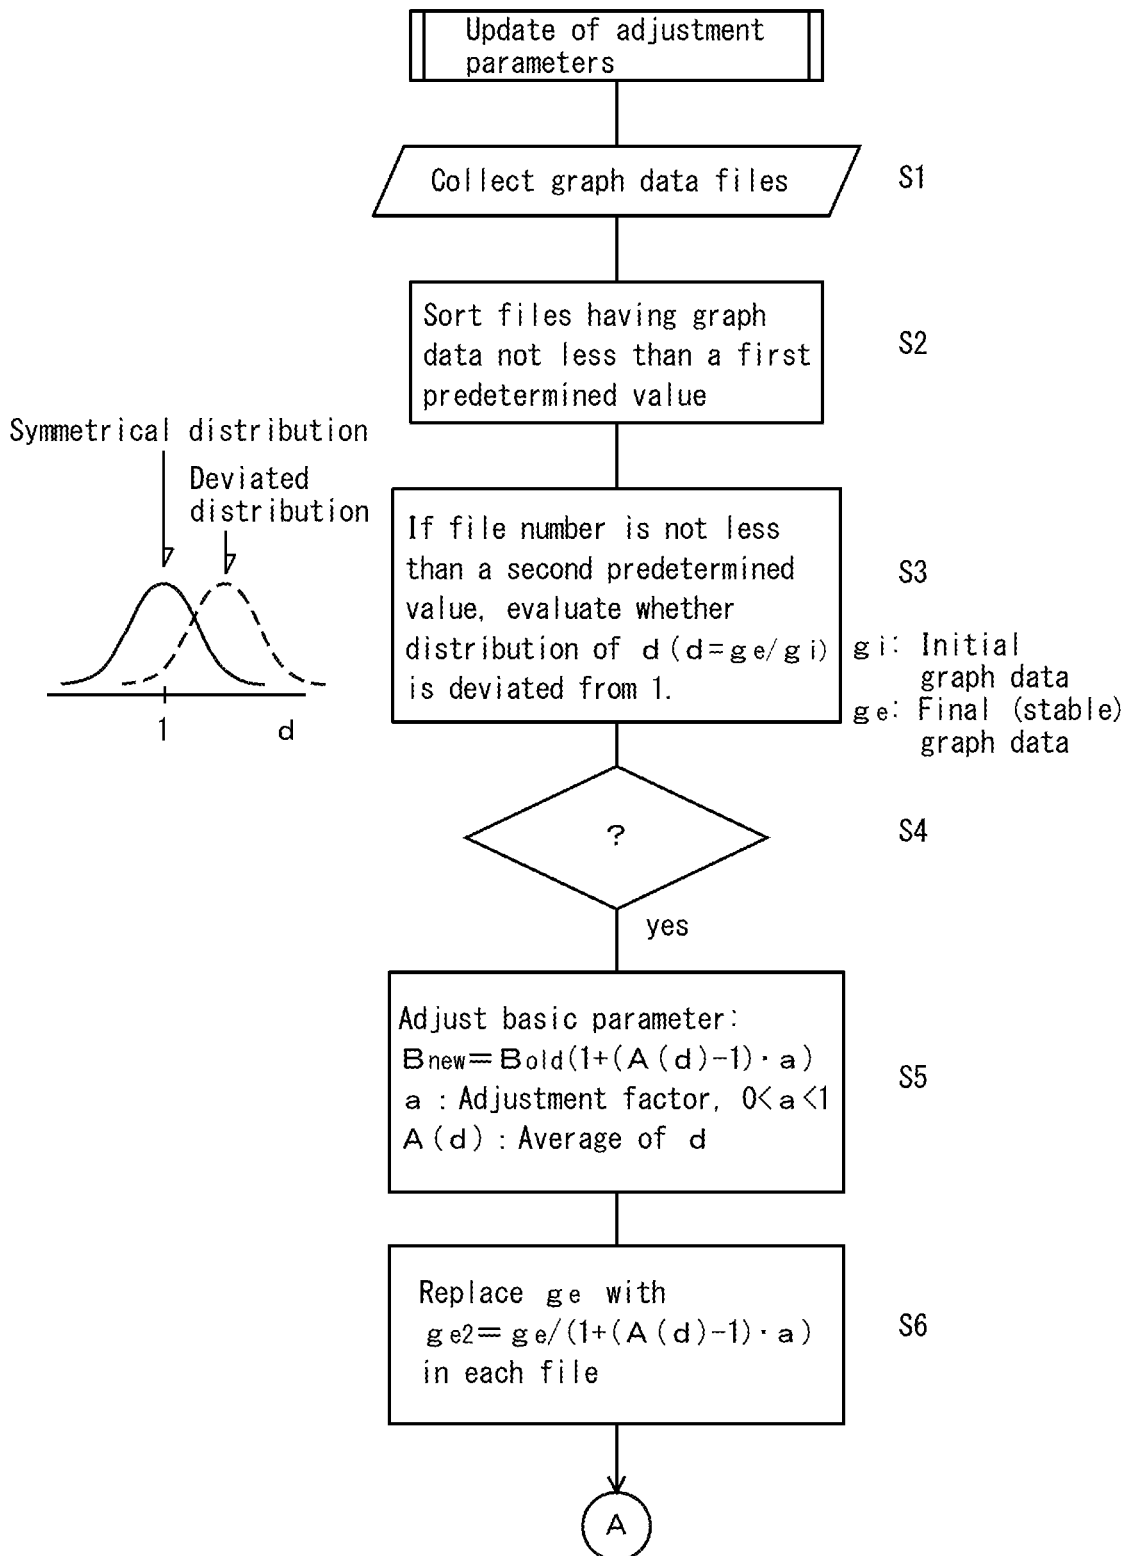 Update of adjustment
parameters
Collect graph data files
S1
Sort files having graph
data not less than a first
predetermined value
S2
Symmetrical distribution
Deviated
distribution
1
d
If file number is not less
than a second predetermined
value, evaluate whether
distribution of d (d=ge/gi)
is deviated from 1.
S3
gi: Initial
graph data
ge: Final (stable)
graph data
?
S4
yes
Adjust basic parameter:
Bnew=Bold(1+(A(d)-1)·a)
a : Adjustment factor, 0<a<1
A(d) : Average of d
S5
Replace ge with
ge2=ge/(1+(A(d)-1)·a)
in each file
S6
A